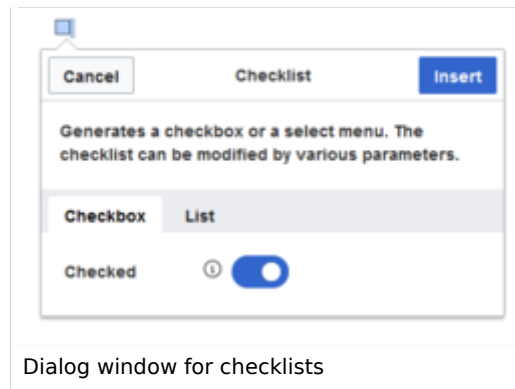 Cancel Checklist Insert
Generates a checkbox or a select menu. The
checklist can be modified by various parameters.
Checkbox List
Checked
Dialog window for checklists